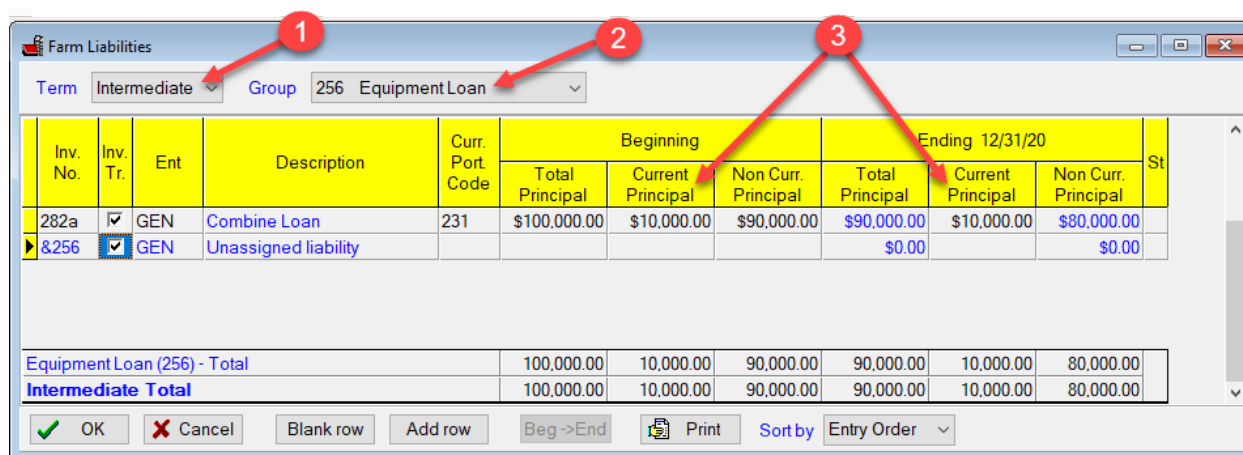 1
2
3
Farm Liabilities
Term Intermediate Group 256 Equipment Loan
Inv. No. Inv. Tr. Ent Description Curr. Port. Code Beginning Ending 12/31/20 St
Total Principal Current Principal Non Curr. Principal Total Principal Current Principal Non Curr. Principal
282a GEN Combine Loan 231 $100,000.00 $10,000.00 $90,000.00 $90,000.00 $10,000.00 $80,000.00
&256 GEN Unassigned liability $0.00 $0.00
Equipment Loan (256) - Total 100,000.00 10,000.00 90,000.00 90,000.00 10,000.00 80,000.00
Intermediate Total 100,000.00 10,000.00 90,000.00 90,000.00 10,000.00 80,000.00
OK Cancel Blank row Add row Beg->End Print Sort by Entry Order